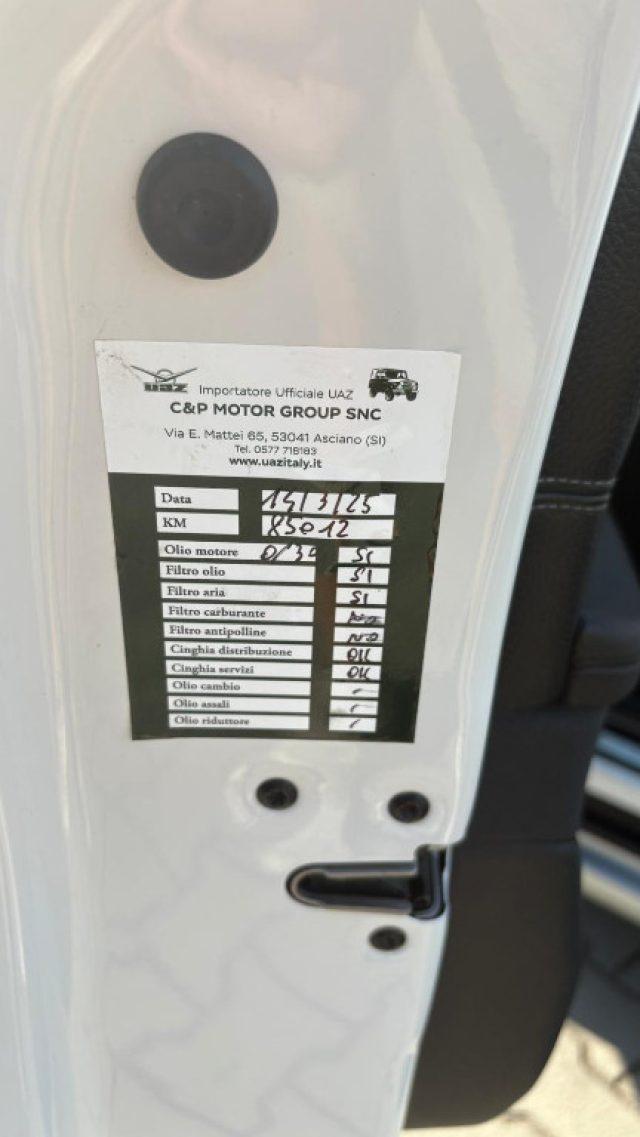 uaz Importatore Ufficiale UAZ
C&P MOTOR GROUP SNC
Via E. Mattei 65, 53041 Asciano (SI)
Tel. 0577 718183
www.uazitaly.it
Data 14/3/25
KM 85012
Olio motore 0/30 SI
Filtro olio SI
Filtro aria SI
Filtro carburante NO
Filtro antipolline NO
Cinghia distribuzione OK
Cinghia servizi OK
Olio cambio
Olio assali
Olio riduttore